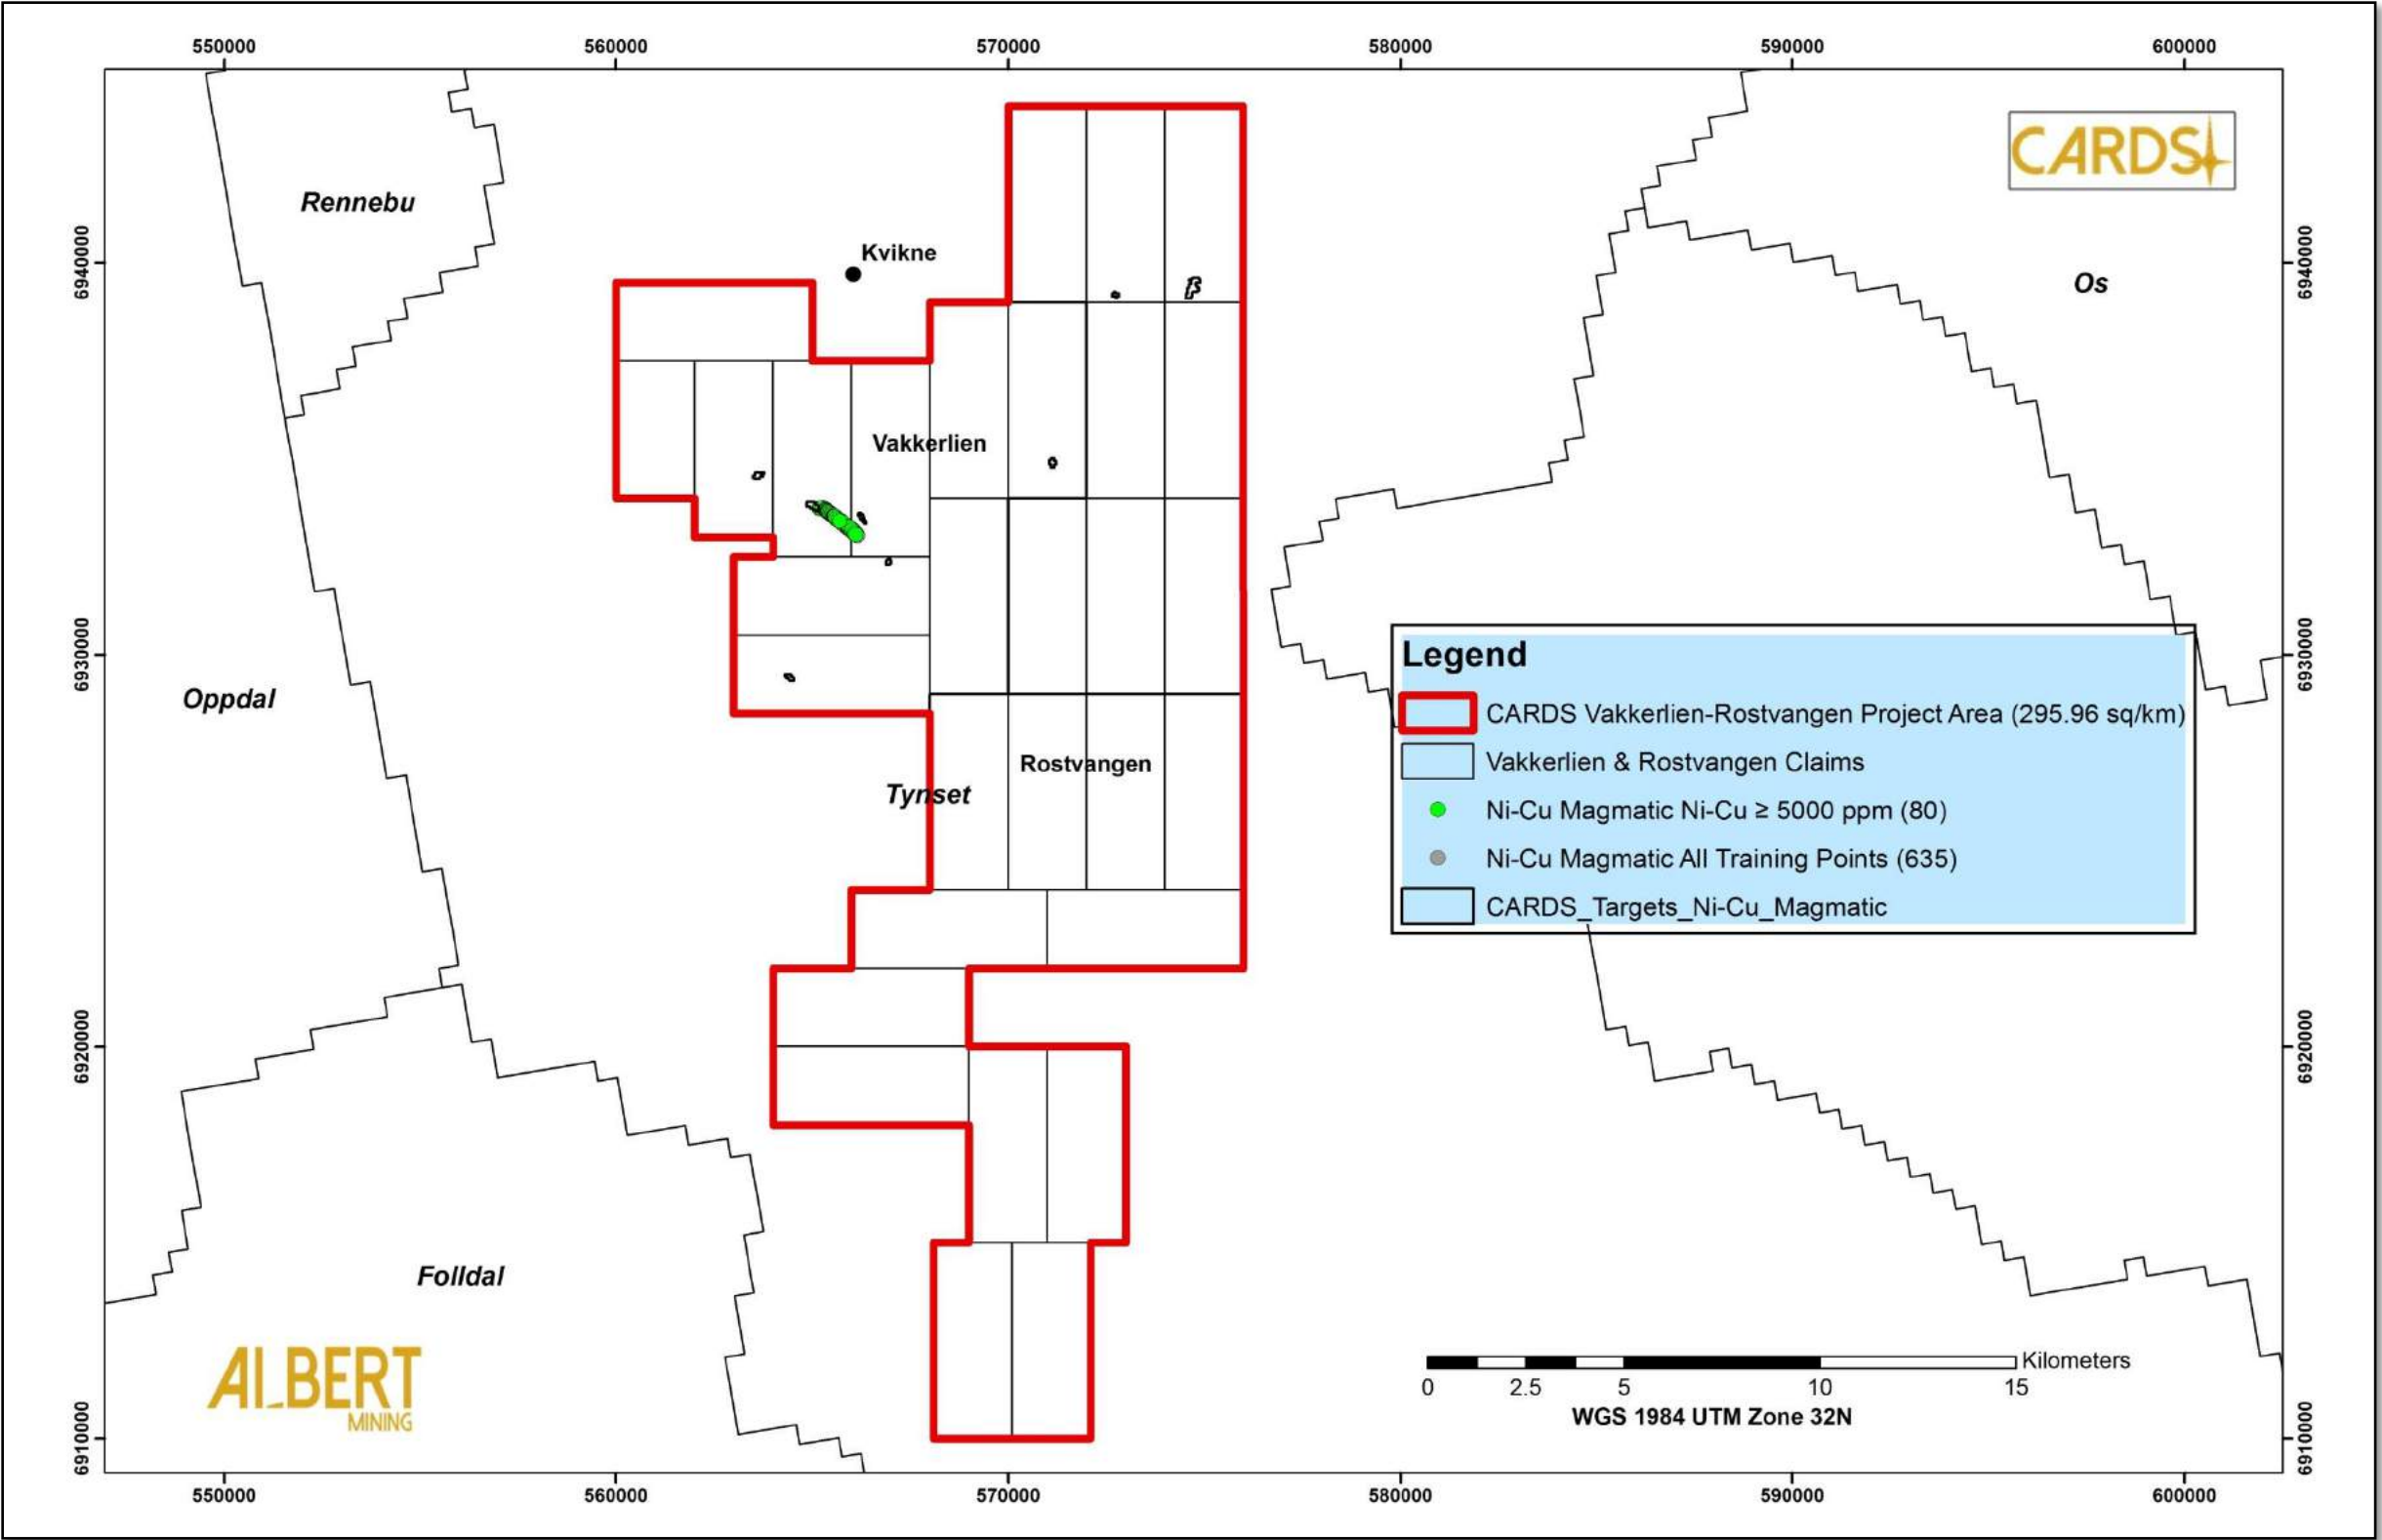 550000 560000 570000 580000 590000 600000
CARDS
Rennebu
Kvikne
6940000
6940000
Os
Vakkerlien
6930000
6930000
Oppdal
Rostvangen
Tynset
Legend
CARDS Vakkerlien-Rostvangen Project Area (295.96 sq/km)
Vakkerlien & Rostvangen Claims
Ni-Cu Magmatic Ni-Cu ≥ 5000 ppm (80)
Ni-Cu Magmatic All Training Points (635)
CARDS_Targets_Ni-Cu_Magmatic
6920000
6920000
Folldal
ALBERT
MINING
Kilometers
0 2.5 5 10 15
WGS 1984 UTM Zone 32N
6910000
6910000
550000 560000 570000 580000 590000 600000